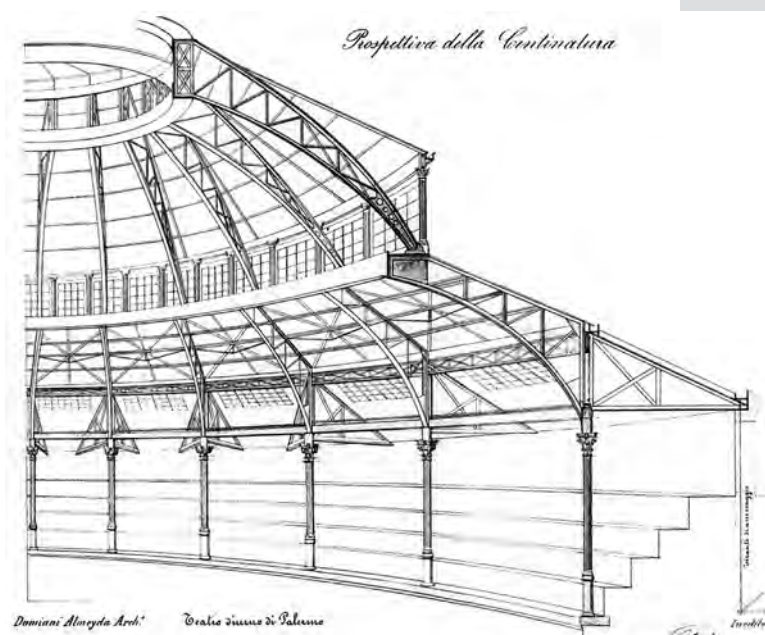 Prospettiva della Centinatura
Damiani Almeyda Arch.º
Teatro diurno di Palermo